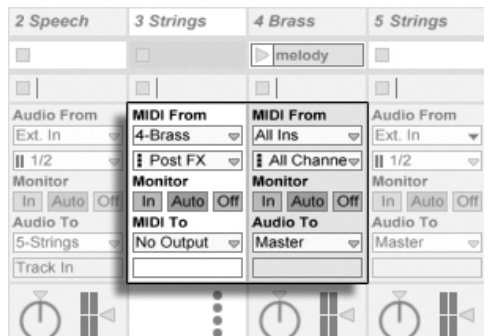 2 Speech 3 Strings 4 Brass 5 Strings
melody
Audio From MIDI From MIDI From Audio From
Ext. In 4-Brass All Ins Ext. In
1/2 Post FX All Channe 1/2
Monitor Monitor Monitor Monitor
In Auto Off In Auto Off In Auto Off In Auto Off
Audio To MIDI To Audio To Audio To
5-Strings No Output Master Master
Track In